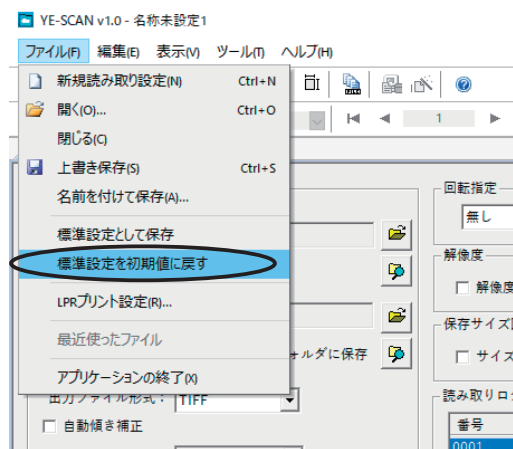 YE-SCAN v1.0 - 名称未設定1
ファイル(F) 編集(E) 表示(V) ツール(T) ヘルプ(H)
新規読み取り設定(N) Ctrl+N
開く(O)... Ctrl+O
閉じる(C)
上書き保存(S) Ctrl+S
名前を付けて保存(A)...
標準設定として保存
標準設定を初期値に戻す
LPRプリント設定(R)...
最近使ったファイル
アプリケーションの終了(X)
1
ォルダに保存
出力ファイル形式: TIFF
自動傾き補正
回転指定
無し
解像度
解像度
保存サイズ
サイズ
読み取りロ
番号
0001